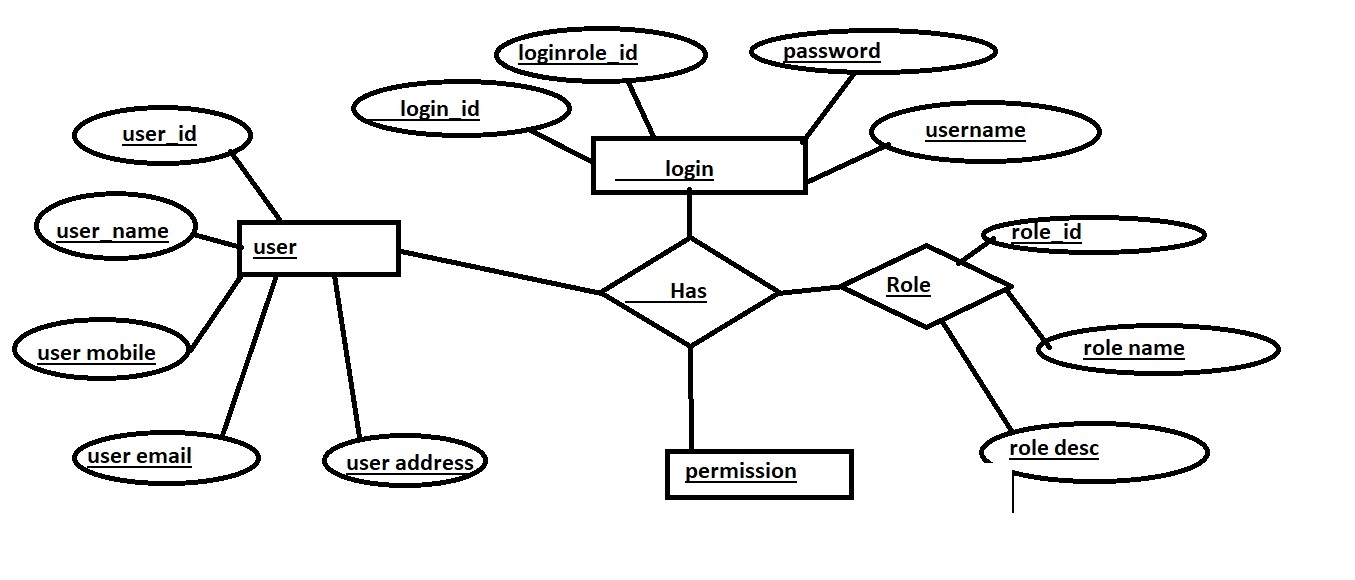 loginrole_id
password
login_id
username
user_id
login
user_name
role_id
user
Has
Role
user mobile
role name
user email
user address
role desc
permission